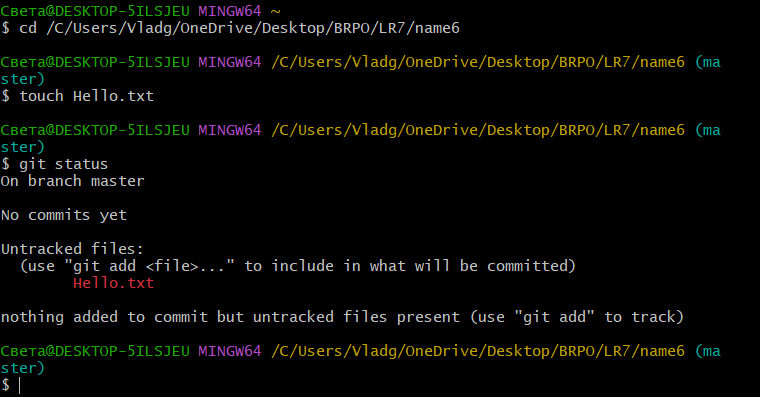 Света@DESKTOP-5ILSJEU MINGW64 ~
$ cd /C/Users/Vladg/OneDrive/Desktop/BRPO/LR7/name6
Света@DESKTOP-5ILSJEU MINGW64 /C/Users/Vladg/OneDrive/Desktop/BRPO/LR7/name6 (ma
ster)
$ touch Hello.txt
Света@DESKTOP-5ILSJEU MINGW64 /C/Users/Vladg/OneDrive/Desktop/BRPO/LR7/name6 (ma
ster)
$ git status
On branch master
No commits yet
Untracked files:
  (use "git add <file>..." to include in what will be committed)
        Hello.txt
nothing added to commit but untracked files present (use "git add" to track)
Света@DESKTOP-5ILSJEU MINGW64 /C/Users/Vladg/OneDrive/Desktop/BRPO/LR7/name6 (ma
ster)
$